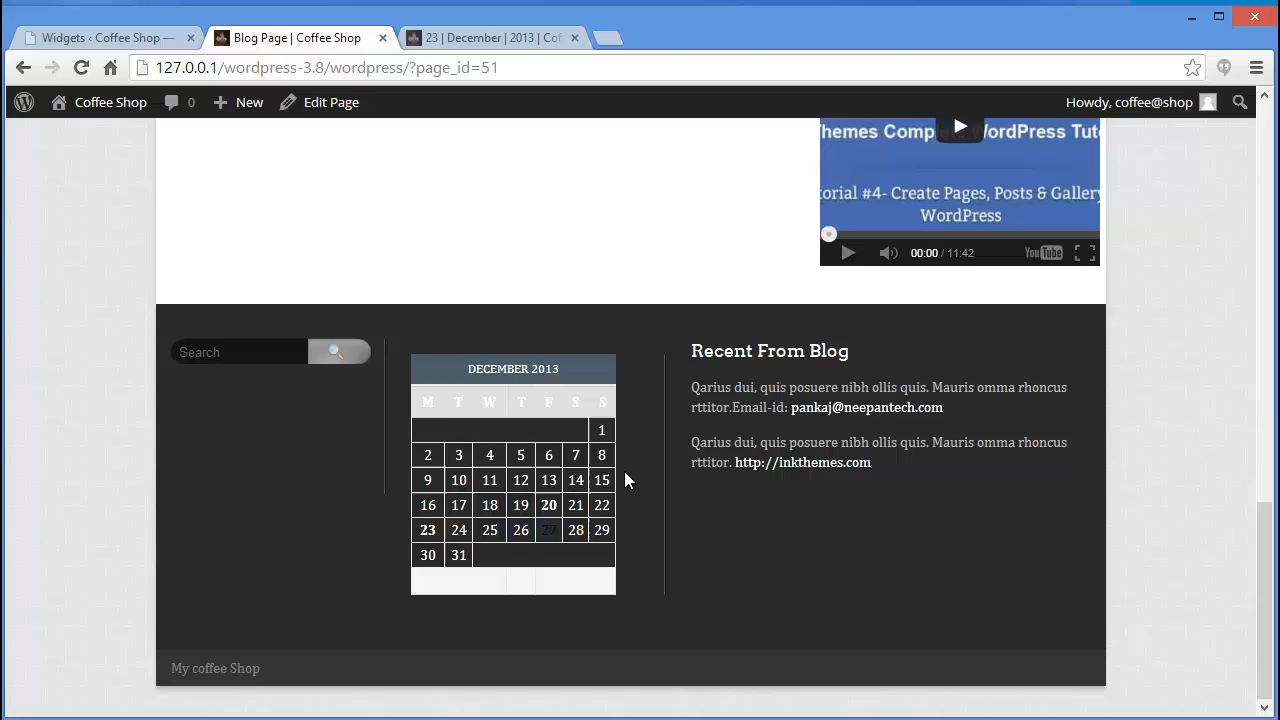 Widgets ‹ Coffee Shop —
Blog Page | Coffee Shop
23 | December | 2013 | Cof
127.0.0.1/wordpress-3.8/wordpress/?page_id=51
Coffee Shop 0 New Edit Page Howdy, coffee@shop
Themes Complete WordPress Tut
torial #4- Create Pages, Posts & Gallery
WordPress
00:00 / 11:42 YouTube
Search
DECEMBER 2013
M T W T F S S
1
2 3 4 5 6 7 8
9 10 11 12 13 14 15
16 17 18 19 20 21 22
23 24 25 26 27 28 29
30 31
Recent From Blog
Qarius dui, quis posuere nibh ollis quis. Mauris omma rhoncus
rttitor.Email-id: pankaj@neepantech.com
Qarius dui, quis posuere nibh ollis quis. Mauris omma rhoncus
rttitor. http://inkthemes.com
My coffee Shop